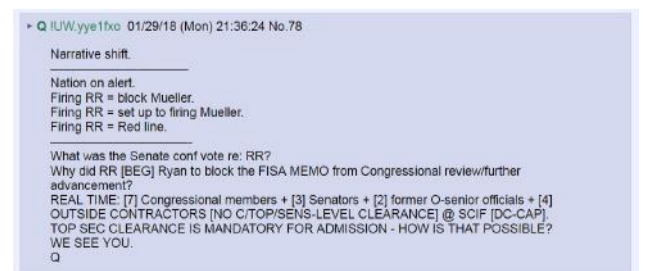 Q !UW.yye1fxo 01/29/18 (Mon) 21:36:24 No.78
Narrative shift.
Nation on alert.
Firing RR = block Mueller.
Firing RR = set up to firing Mueller.
Firing RR = Red line.
What was the Senate conf vote re: RR?
Why did RR [BEG] Ryan to block the FISA MEMO from Congressional review/further
advancement?
REAL TIME: [7] Congressional members + [3] Senators + [2] former O-senior officials + [4]
OUTSIDE CONTRACTORS [NO C/TOP/SENS-LEVEL CLEARANCE] @ SCIF [DC-CAP].
TOP SEC CLEARANCE IS MANDATORY FOR ADMISSION - HOW IS THAT POSSIBLE?
WE SEE YOU.
Q